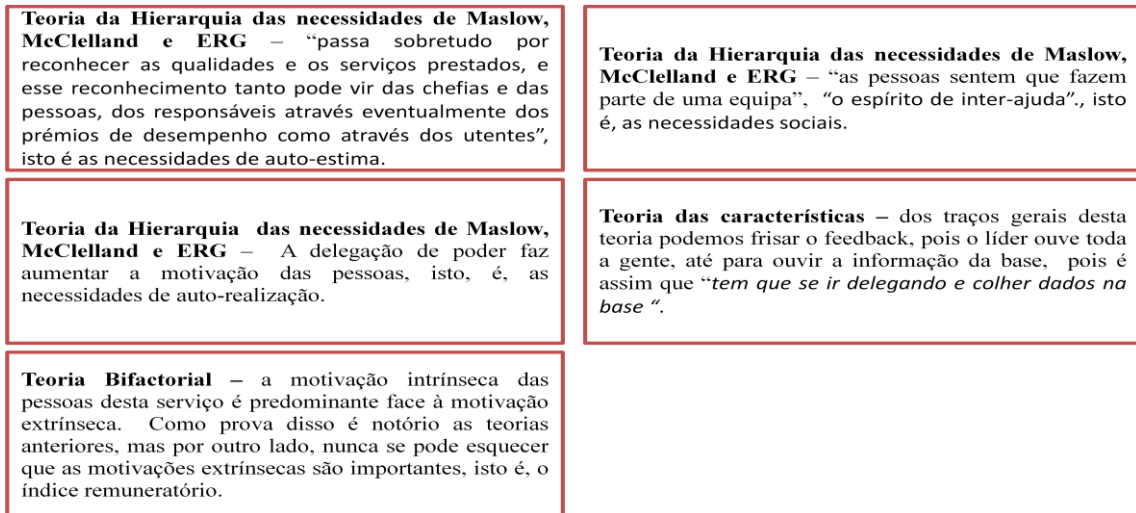 Teoria da Hierarquia das necessidades de Maslow,
McClelland e ERG – “passa sobretudo por
reconhecer as qualidades e os serviços prestados, e
esse reconhecimento tanto pode vir das chefias e das
pessoas, dos responsáveis através eventualmente dos
prémios de desempenho como através dos utentes”,
isto é as necessidades de auto-estima.
Teoria da Hierarquia das necessidades de Maslow,
McClelland e ERG – “as pessoas sentem que fazem
parte de uma equipa”, “o espírito de inter-ajuda”., isto
é, as necessidades sociais.
Teoria da Hierarquia das necessidades de Maslow,
McClelland e ERG – A delegação de poder faz
aumentar a motivação das pessoas, isto, é, as
necessidades de auto-realização.
Teoria das características – dos traços gerais desta
teoria podemos frisar o feedback, pois o líder ouve toda
a gente, até para ouvir a informação da base, pois é
assim que “tem que se ir delegando e colher dados na
base “.
Teoria Bifactorial – a motivação intrínseca das
pessoas desta serviço é predominante face à motivação
extrínseca. Como prova disso é notório as teorias
anteriores, mas por outro lado, nunca se pode esquecer
que as motivações extrínsecas são importantes, isto é, o
índice remuneratório.